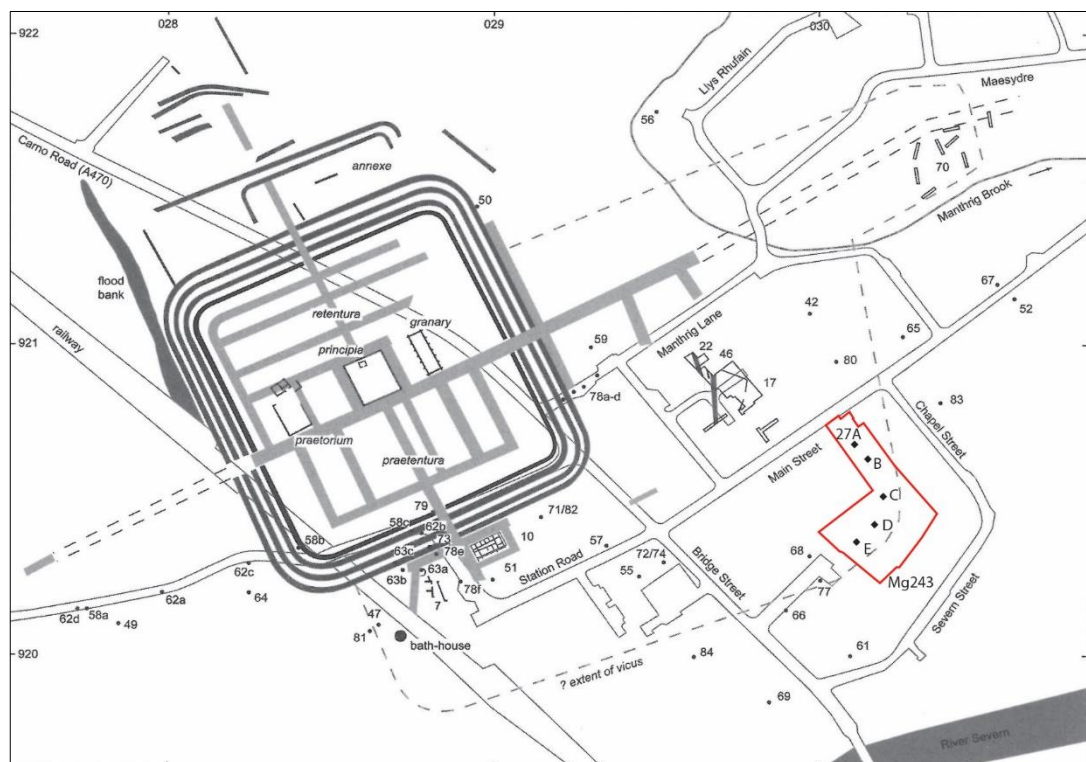 028
029
030
922
921
920
Carno Road (A470)
annexe
50
flood
bank
railway
retentura
granary
principia
praetorium
praetentura
Llys Rhufain
Maesydre
56
70
Manthrig Brook
67
52
42
65
80
59
Manthrig Lane
22
46
17
78a-d
83
Chapel Street
Main Street
27A
B
C
D
E
Mg243
79
58c
62b
73
63c
78e
63a
63b
58b
62c
62a
64
62d
58a
49
10
71/82
57
Station Road
51
78f
7
72/74
55
Bridge Street
68
77
66
61
Severn Street
47
81
bath-house
? extent of vicus
84
69
River Severn